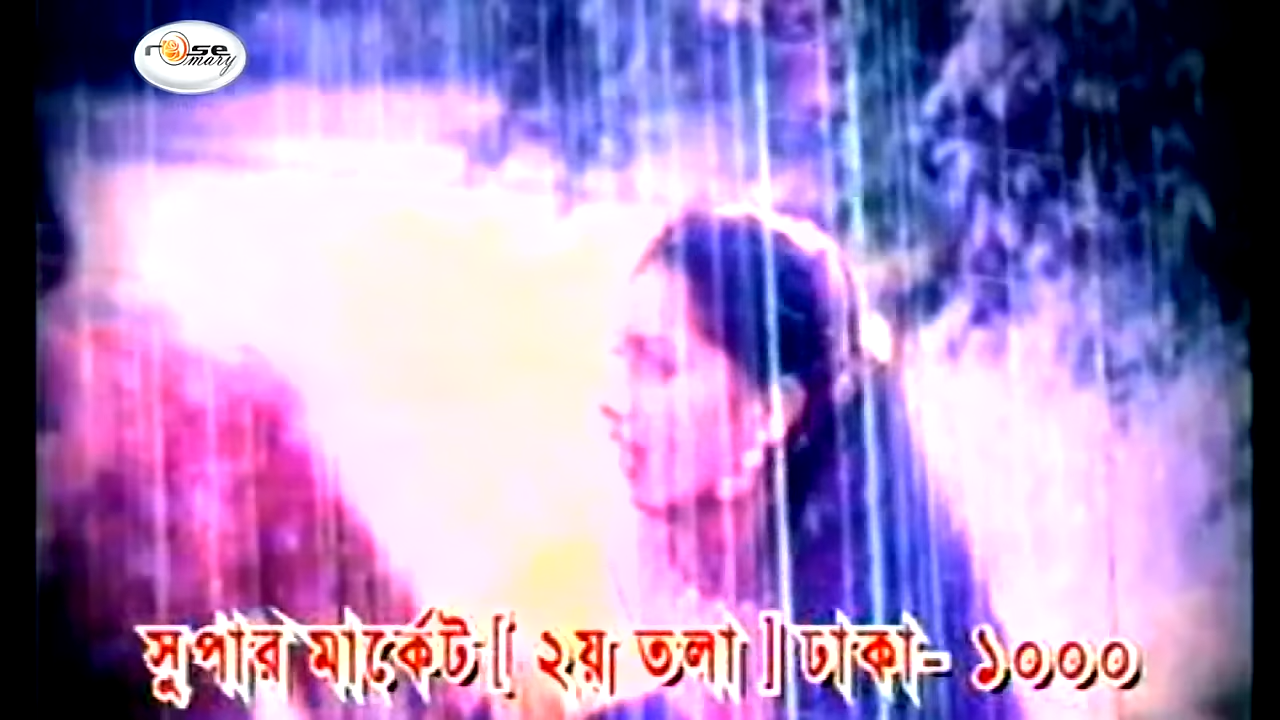 rose
mary
সুপার মার্কেট [ ২য় তলা ] ঢাকা- ১০০০